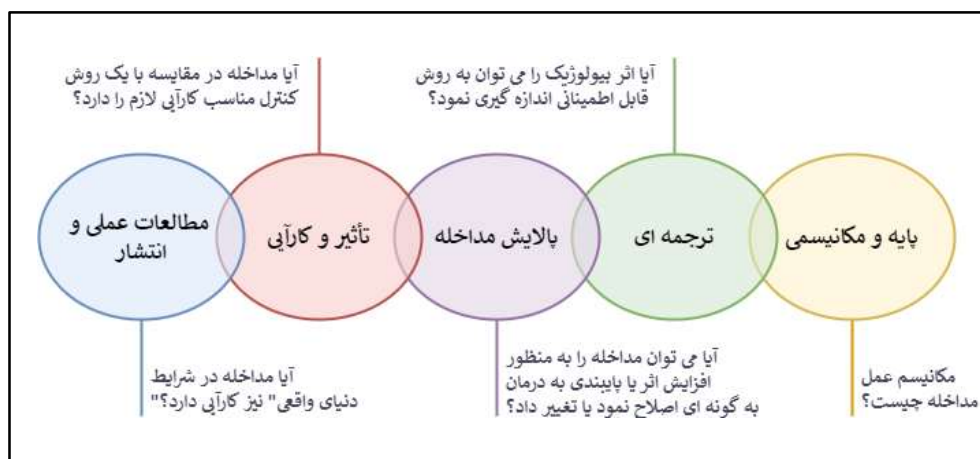 آیا اثر بیولوژیک را می توان به روش
قابل اطمینانی اندازه گیری نمود؟
آیا مداخله در مقایسه با یک روش
کنترل مناسب کارآیی لازم را دارد؟
پایه و مکانیسمی
ترجمه ای
پالایش مداخله
تأثیر و کارآیی
مطالعات عملی و
انتشار
مکانیسم عمل
مداخله چیست؟
آیا می توان مداخله را به منظور
افزایش اثر یا پایبندی به درمان
به گونه ای اصلاح نمود یا تغییر داد؟
آیا مداخله در شرایط
دنیای واقعی" نیز کارآیی دارد؟"